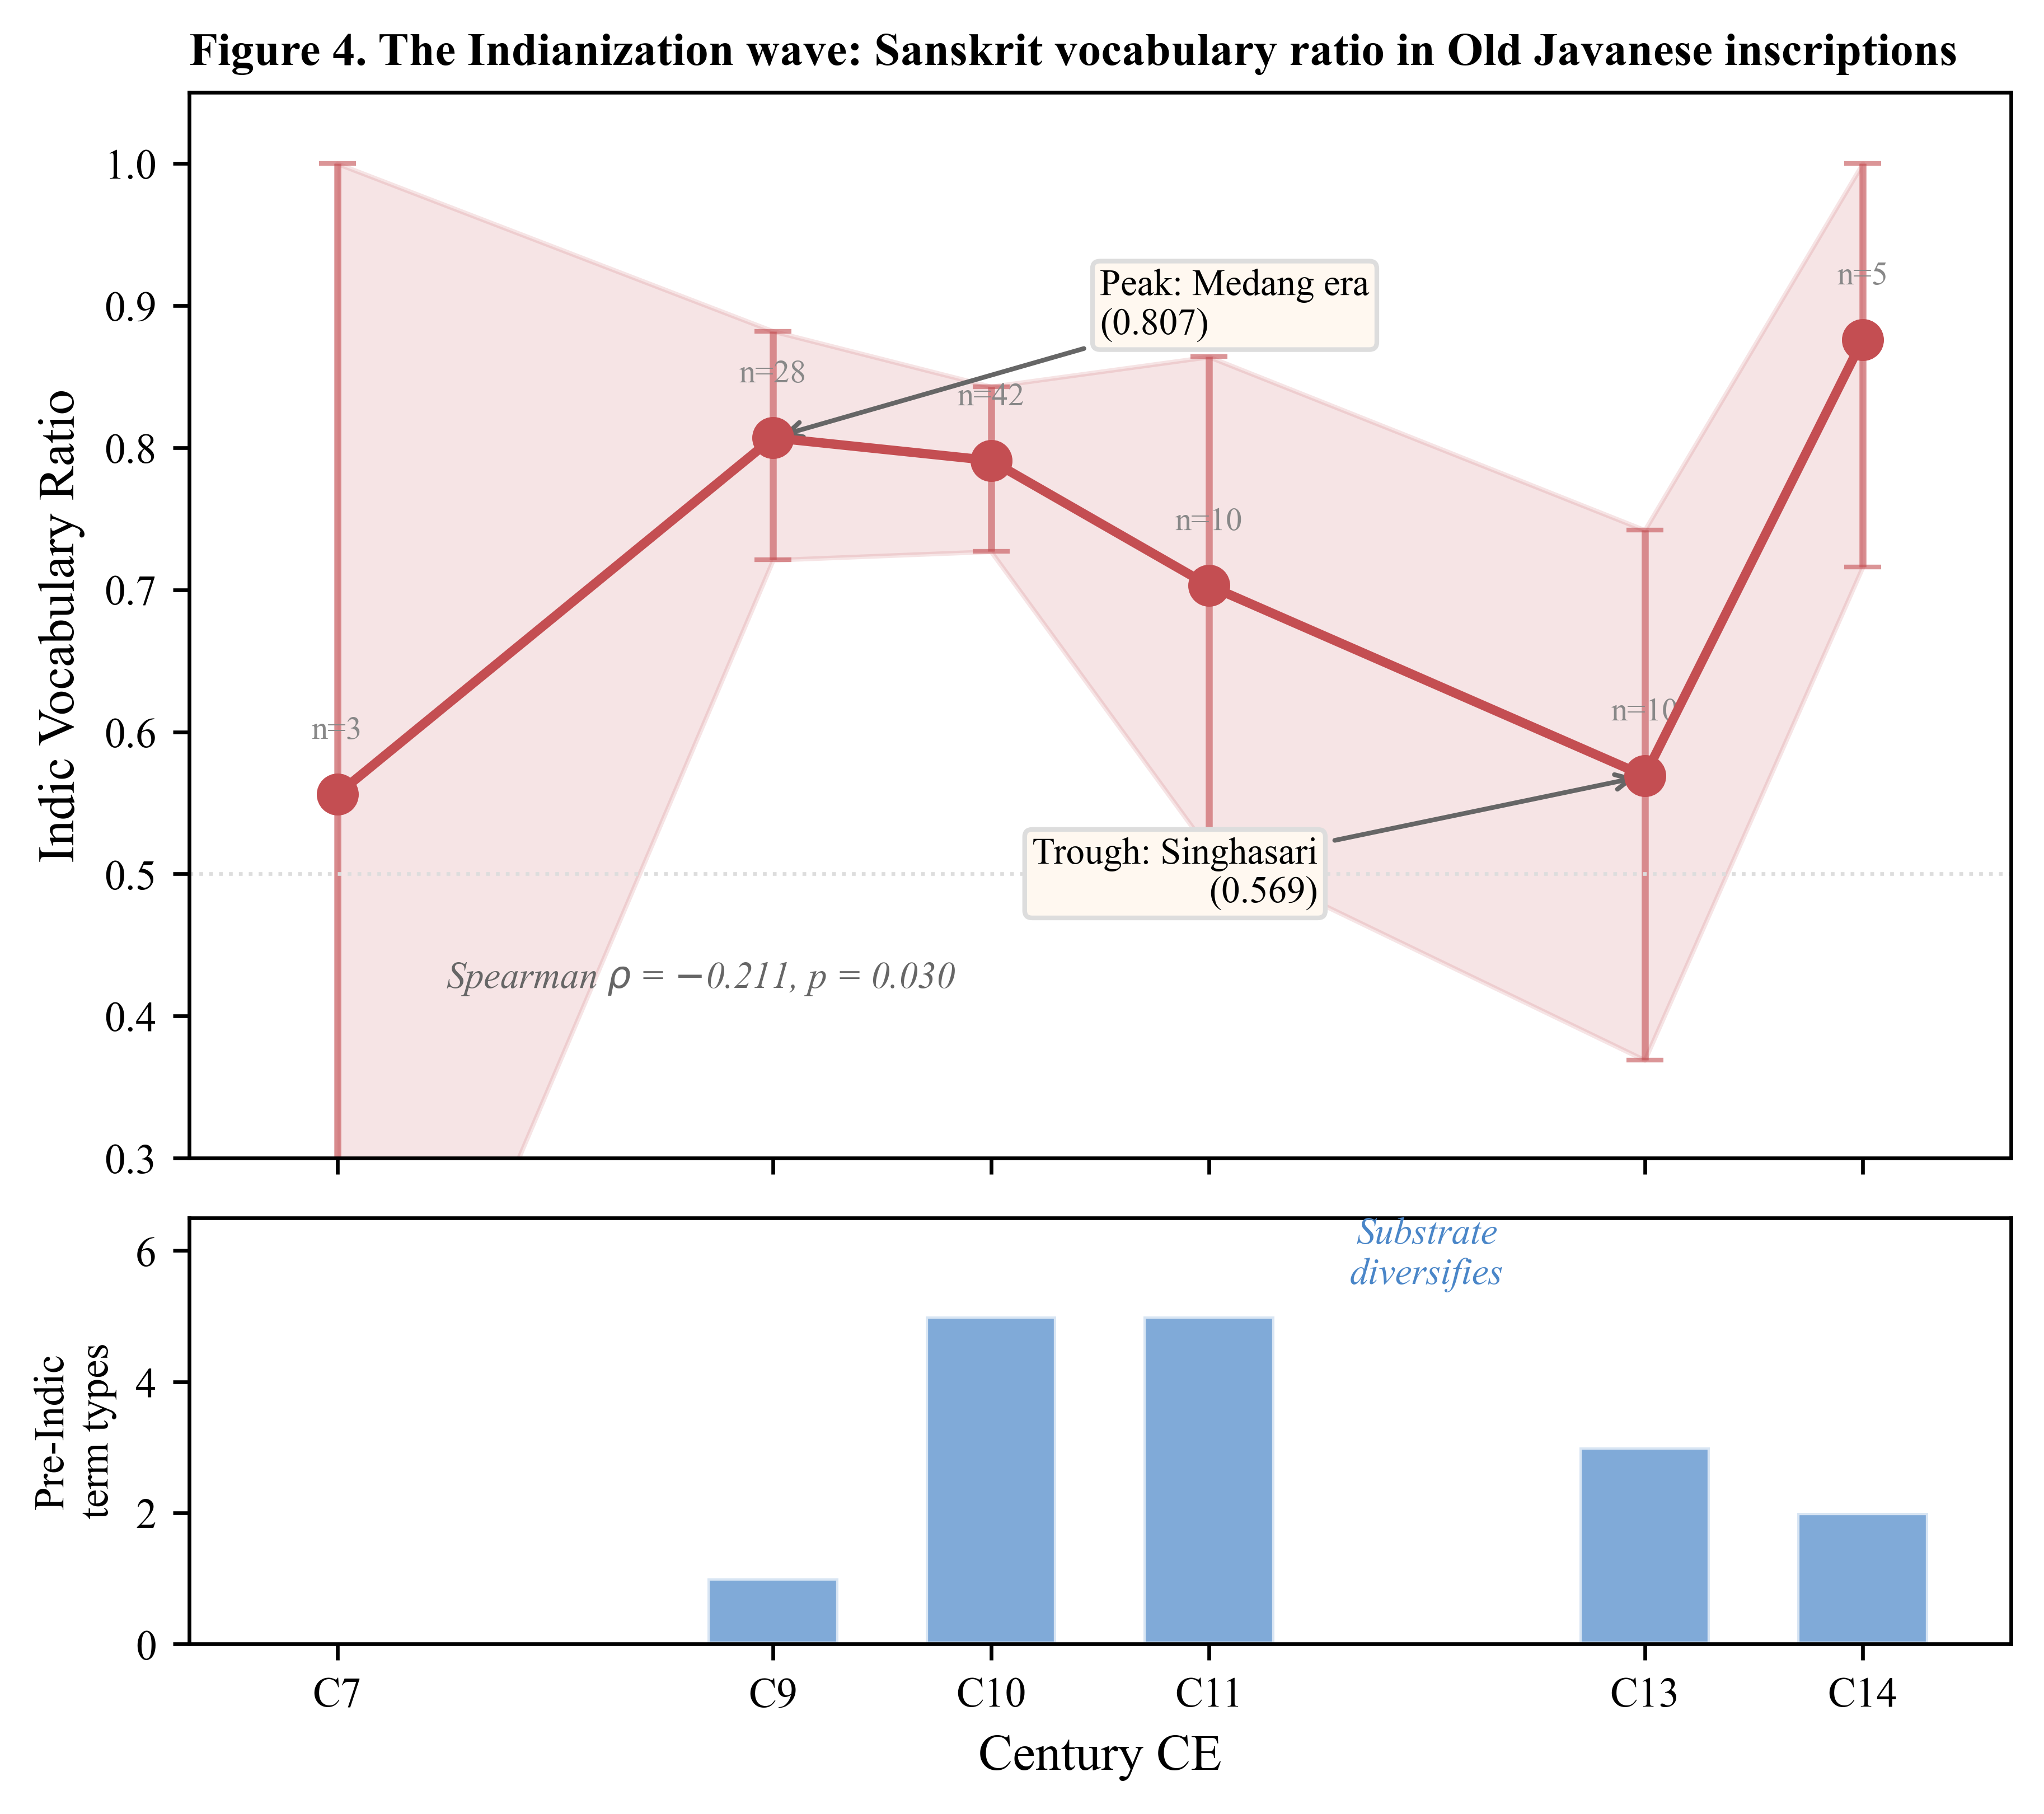 Figure 4. The Indianization wave: Sanskrit vocabulary ratio in Old Javanese inscriptions
Indic Vocabulary Ratio
1.0
0.9
0.8
0.7
0.6
0.5
0.4
0.3
n=3
n=28
n=42
n=10
n=10
n=5
Peak: Medang era
(0.807)
Trough: Singhasari
(0.569)
Spearman ρ = −0.211, p = 0.030
Pre-Indic
term types
6
4
2
0
Substrate
diversifies
C7
C9
C10
C11
C13
C14
Century CE